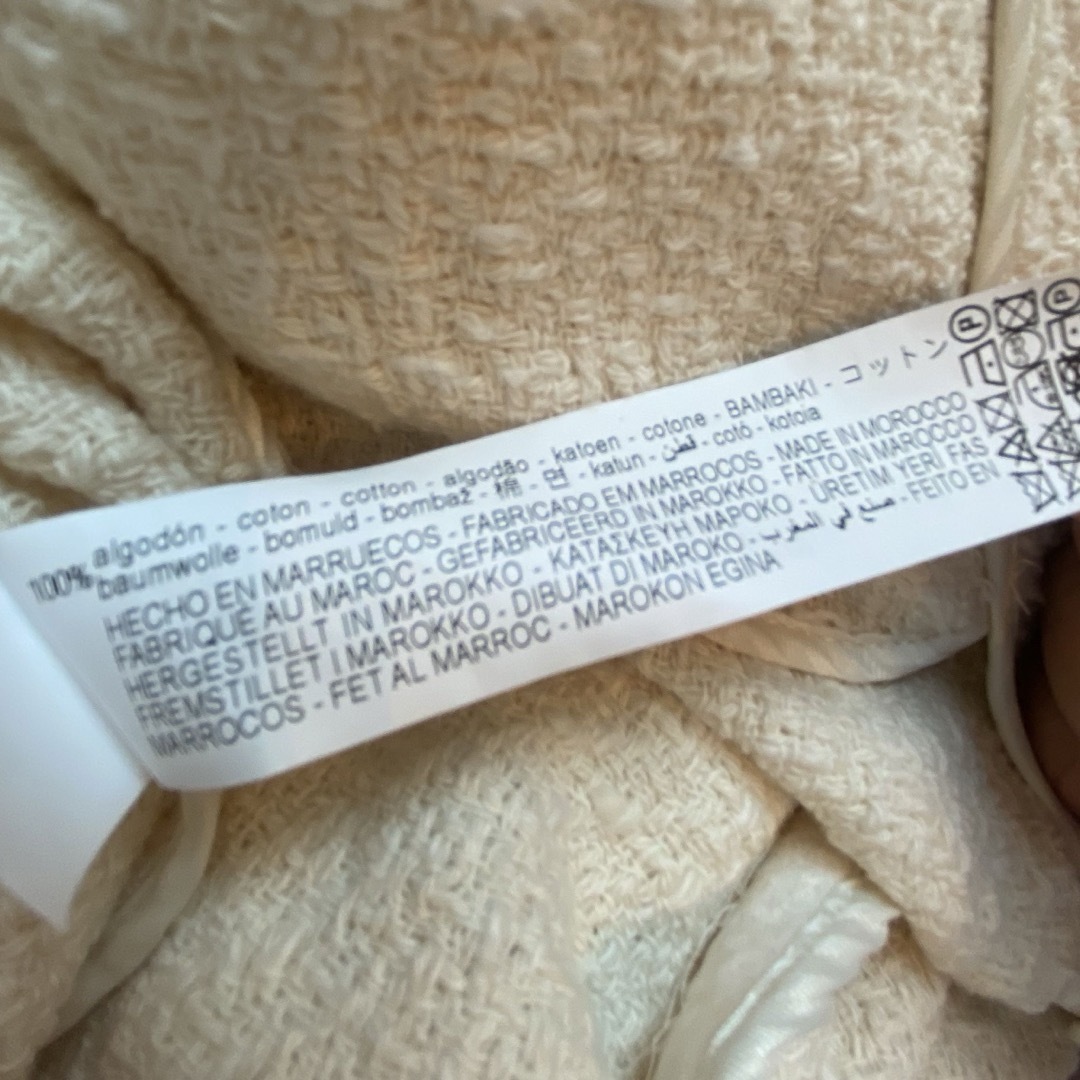 100% algodón - coton - cotton - algodão - katoen - cotone - BAMBAKI - コットン
baumwolle - bomuld - bombaž - 棉 - 면 - katun - قطن - cotó - kotoia
HECHO EN MARRUECOS - FABRICADO EM MARROCOS - MADE IN MOROCCO
FABRIQUÉ AU MAROC - GEFABRICEERD IN MAROKKO - FATTO IN MAROCCO
HERGESTELLT IN MAROKKO - ΚΑΤΑΣΚΕΥΗ ΜΑΡΟΚΟ - ÜRETİM YERİ FAS
FREMSTILLET I MAROKKO - DIBUAT DI MAROKO - صنع في المغرب - FEITO EN
MARROCOS - FET AL MARROC - MAROKON EGINA
P
P